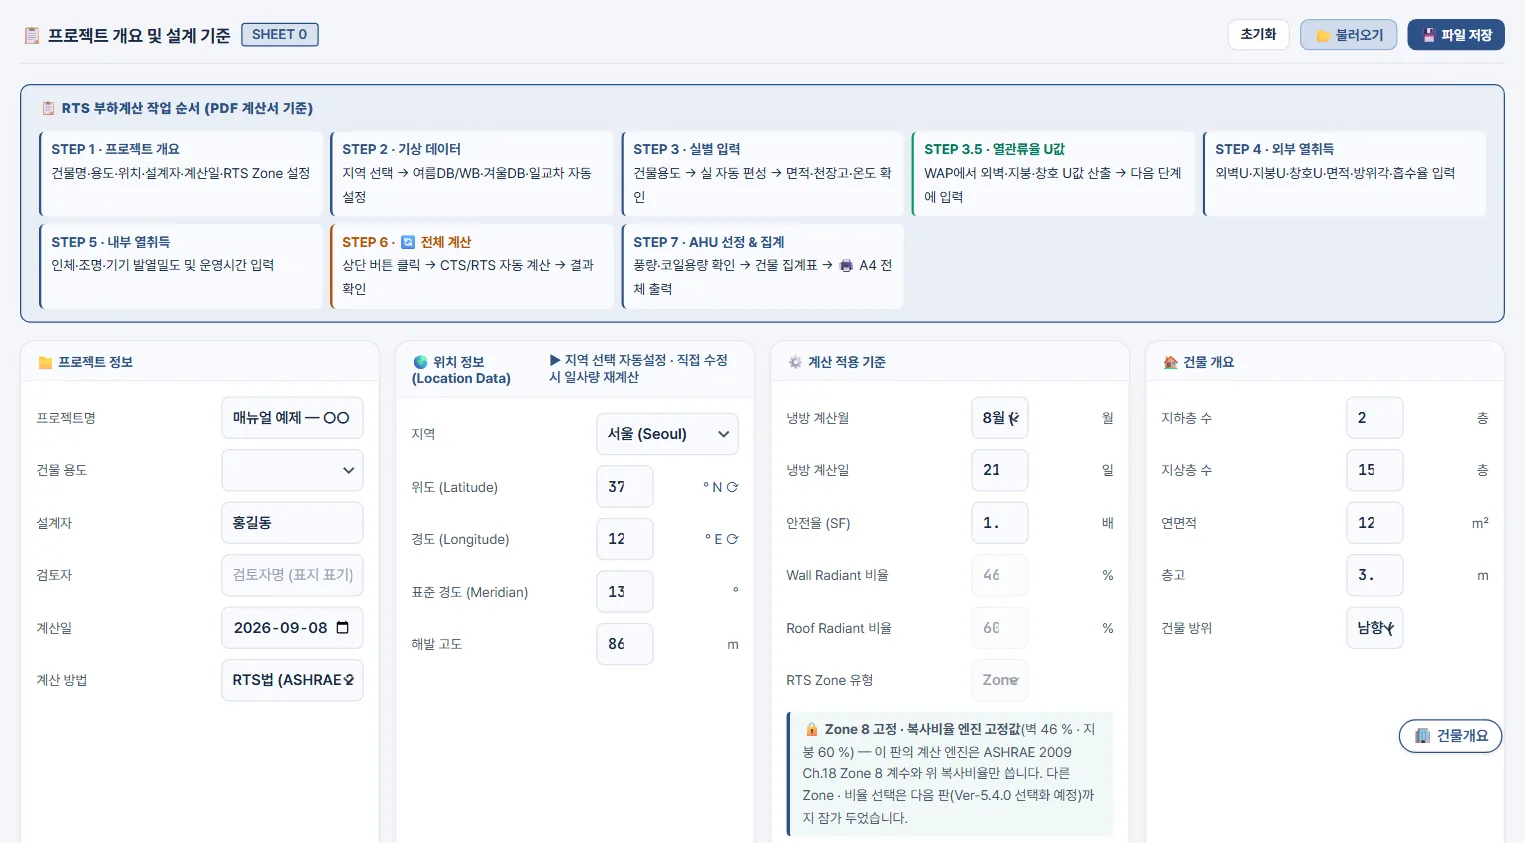 프로젝트 개요 및 설계 기준 SHEET 0
초기화 불러오기 파일 저장
RTS 부하계산 작업 순서 (PDF 계산서 기준)
STEP 1 · 프로젝트 개요
건물명·용도·위치·설계자·계산일·RTS Zone 설정
STEP 2 · 기상 데이터
지역 선택 → 여름DB/WB·겨울DB·일교차 자동
설정
STEP 3 · 실별 입력
건물용도 → 실 자동 편성 → 면적·천장고·온도 확
인
STEP 3.5 · 열관류율 U값
WAP에서 외벽·지붕·창호 U값 산출 → 다음 단계
에 입력
STEP 4 · 외부 열취득
외벽U·지붕U·창호U·면적·방위각·흡수율 입력
STEP 5 · 내부 열취득
인체·조명·기기 발열밀도 및 운영시간 입력
STEP 6 · 전체 계산
상단 버튼 클릭 → CTS/RTS 자동 계산 → 결과
확인
STEP 7 · AHU 선정 & 집계
풍량·코일용량 확인 → 건물 집계표 → A4 전
체 출력
프로젝트 정보
프로젝트명 매뉴얼 예제 — ○○
건물 용도
설계자 홍길동
검토자 검토자명 (표지 표기)
계산일 2026-09-08
계산 방법 RTS법 (ASHRAE
위치 정보
(Location Data)
▶ 지역 선택 자동설정 · 직접 수정
시 일사량 재계산
지역 서울 (Seoul)
위도 (Latitude) 37 ° N ⟳
경도 (Longitude) 12 ° E ⟳
표준 경도 (Meridian) 13 °
해발 고도 86 m
계산 적용 기준
냉방 계산월 8월 월
냉방 계산일 21 일
안전율 (SF) 1. 배
Wall Radiant 비율 46 %
Roof Radiant 비율 60 %
RTS Zone 유형 Zone
Zone 8 고정 · 복사비율 엔진 고정값(벽 46 % · 지
붕 60 %) — 이 판의 계산 엔진은 ASHRAE 2009
Ch.18 Zone 8 계수와 위 복사비율만 씁니다. 다른
Zone · 비율 선택은 다음 판(Ver-5.4.0 선택화 예정)까
지 잠가 두었습니다.
건물 개요
지하층 수 2 층
지상층 수 15 층
연면적 12 m²
층고 3. m
건물 방위 남향
건물개요